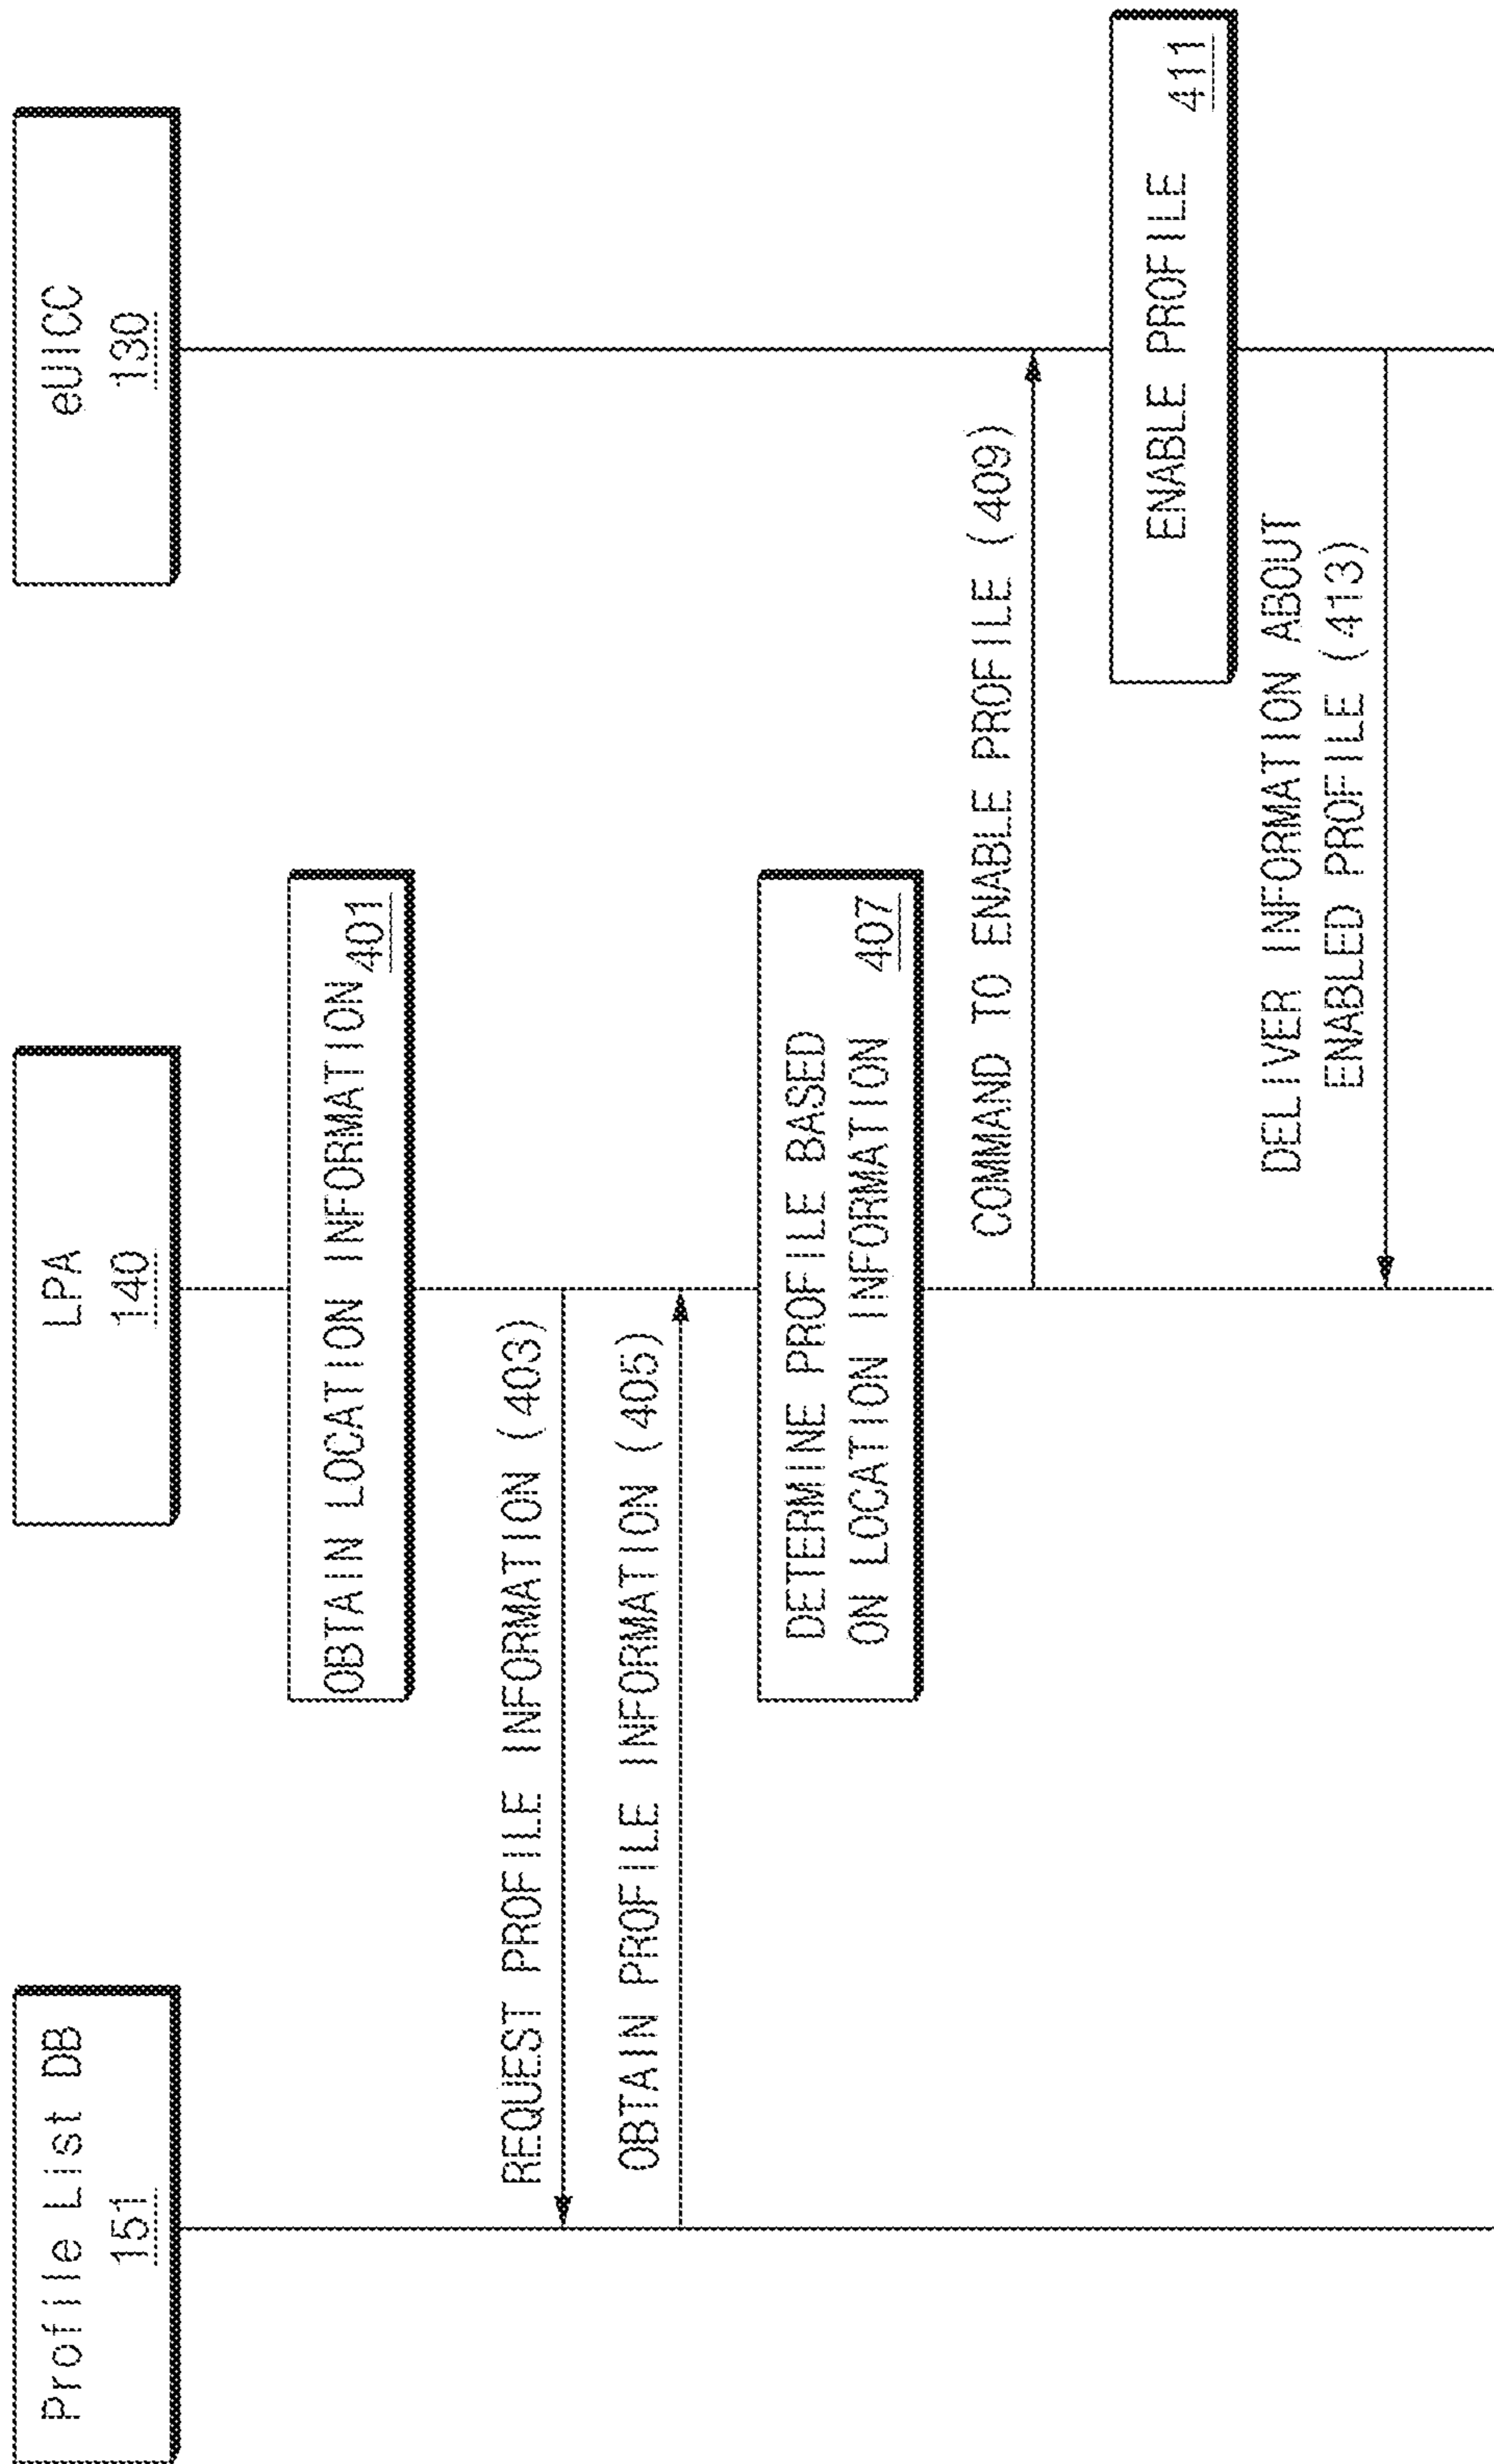 Profile List DB
151
LPA
140
eUICC
130
OBTAIN LOCATION INFORMATION 401
REQUEST PROFILE INFORMATION (403)
OBTAIN PROFILE INFORMATION (405)
DETERMINE PROFILE BASED
ON LOCATION INFORMATION 407
COMMAND TO ENABLE PROFILE (409)
ENABLE PROFILE 411
DELIVER INFORMATION ABOUT
ENABLED PROFILE (413)